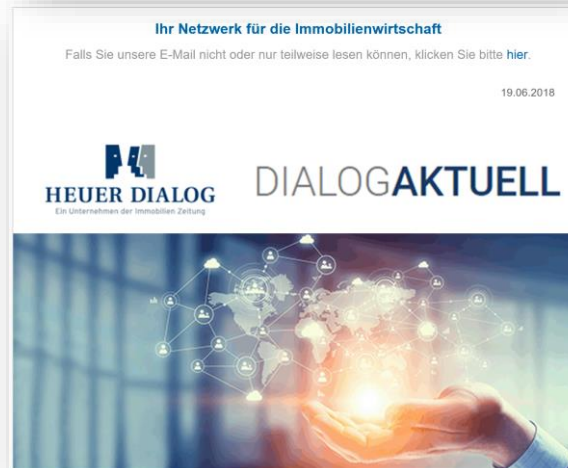 Ihr Netzwerk für die Immobilienwirtschaft
Falls Sie unsere E-Mail nicht oder nur teilweise lesen können, klicken Sie bitte hier.
19.06.2018
HEUER DIALOG
Ein Unternehmen der Immobilien Zeitung
DIALOGAKTUELL